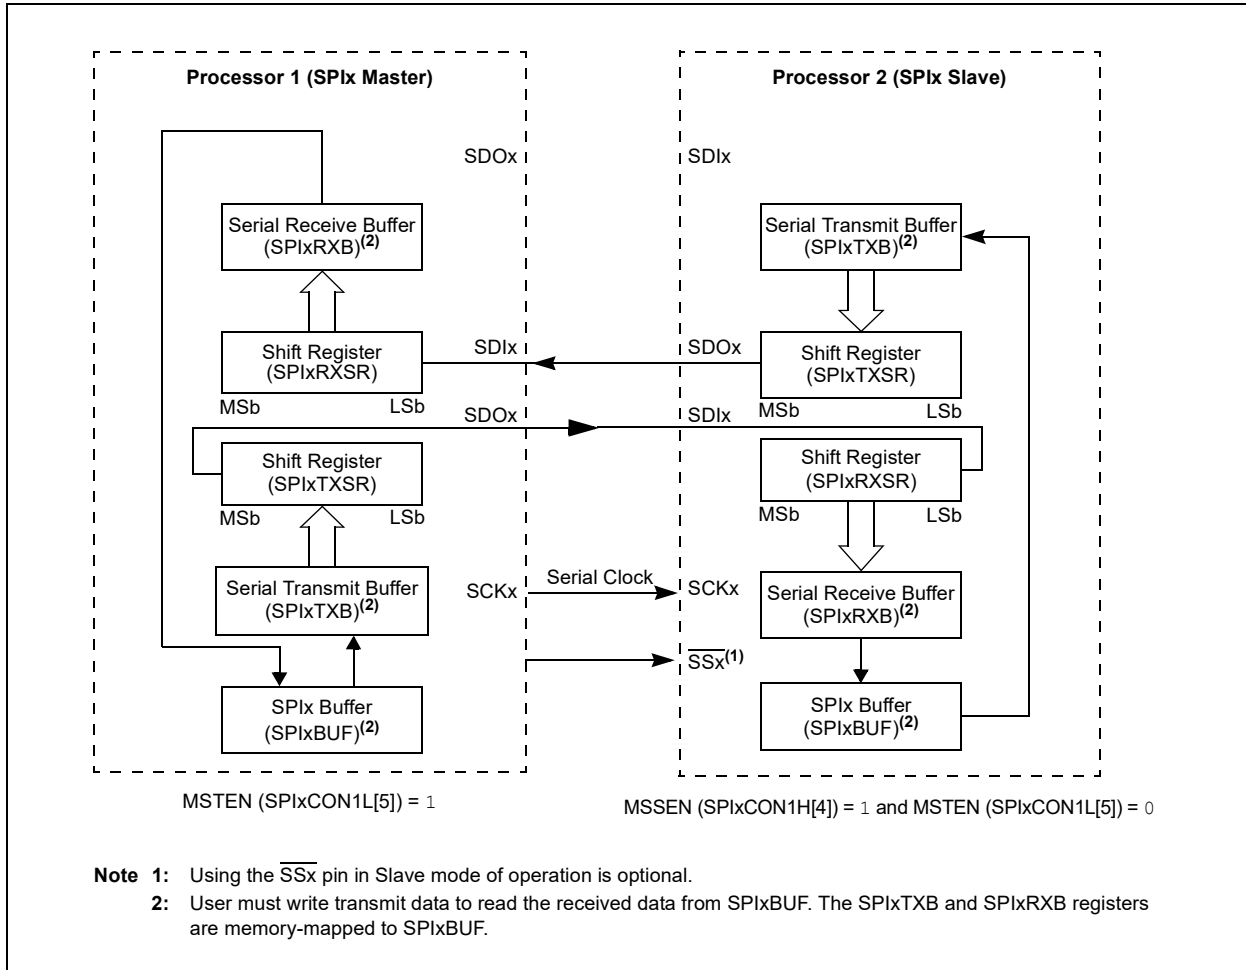 Processor 1 (SPIx Master)
SDOx
Serial Receive Buffer
(SPIxRXB)(2)
Shift Register
(SPIxRXSR)
MSb
LSb
SDIx
SDOx
Shift Register
(SPIxTXSR)
MSb
LSb
Serial Transmit Buffer
(SPIxTXB)(2)
SCKx
SPIx Buffer
(SPIxBUF)(2)
MSTEN (SPIxCON1L[5]) = 1
Serial Clock
Processor 2 (SPIx Slave)
SDIx
Serial Transmit Buffer
(SPIxTXB)(2)
SDOx
Shift Register
(SPIxTXSR)
MSb
LSb
SDIx
Shift Register
(SPIxRXSR)
MSb
LSb
SCKx
Serial Receive Buffer
(SPIxRXB)(2)
SSx(1)
SPIx Buffer
(SPIxBUF)(2)
MSSEN (SPIxCON1H[4]) = 1 and MSTEN (SPIxCON1L[5]) = 0
Note 1: Using the SSx pin in Slave mode of operation is optional.
2: User must write transmit data to read the received data from SPIxBUF. The SPIxTXB and SPIxRXB registers
are memory-mapped to SPIxBUF.